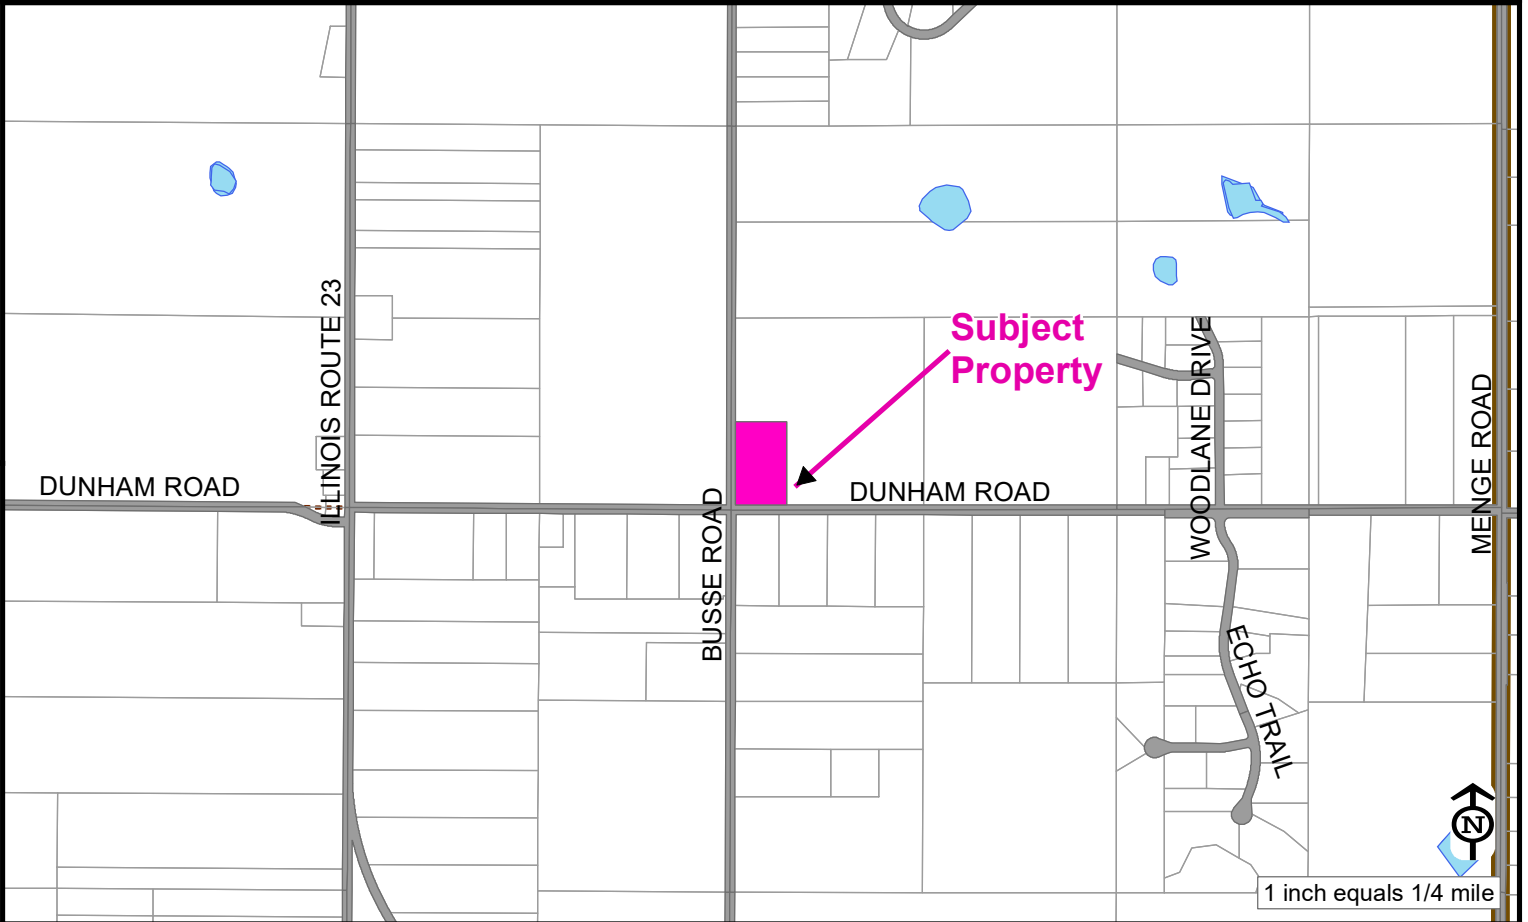 ILLINOIS ROUTE 23
Subject
Property
WOODLANE DRIVE
MENGE ROAD
DUNHAM ROAD
DUNHAM ROAD
BUSSE ROAD
ECHO TRAIL
N
1 inch equals 1/4 mile